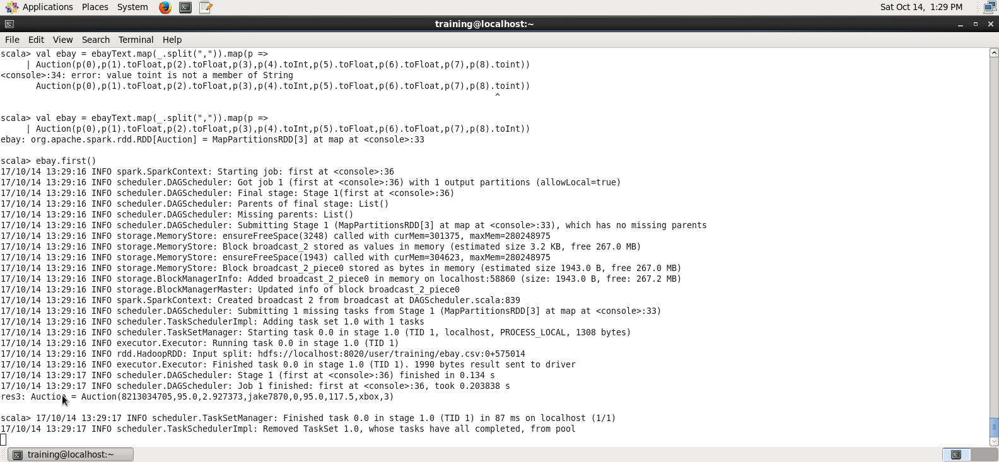 Applications Places System Sat Oct 14, 1:29 PM
training@localhost:~
File Edit View Search Terminal Help
scala> val ebay = ebayText.map(_.split(",")).map(p =>
     | Auction(p(0),p(1).toFloat,p(2).toFloat,p(3),p(4).toInt,p(5).toFloat,p(6).toFloat,p(7),p(8).toint))
<console>:34: error: value toint is not a member of String
       Auction(p(0),p(1).toFloat,p(2).toFloat,p(3),p(4).toInt,p(5).toFloat,p(6).toFloat,p(7),p(8).toint))
                                                                                                  ^
scala> val ebay = ebayText.map(_.split(",")).map(p =>
     | Auction(p(0),p(1).toFloat,p(2).toFloat,p(3),p(4).toInt,p(5).toFloat,p(6).toFloat,p(7),p(8).toInt))
ebay: org.apache.spark.rdd.RDD[Auction] = MapPartitionsRDD[3] at map at <console>:33
scala> ebay.first()
17/10/14 13:29:16 INFO spark.SparkContext: Starting job: first at <console>:36
17/10/14 13:29:16 INFO scheduler.DAGScheduler: Got job 1 (first at <console>:36) with 1 output partitions (allowLocal=true)
17/10/14 13:29:16 INFO scheduler.DAGScheduler: Final stage: Stage 1(first at <console>:36)
17/10/14 13:29:16 INFO scheduler.DAGScheduler: Parents of final stage: List()
17/10/14 13:29:16 INFO scheduler.DAGScheduler: Missing parents: List()
17/10/14 13:29:16 INFO scheduler.DAGScheduler: Submitting Stage 1 (MapPartitionsRDD[3] at map at <console>:33), which has no missing parents
17/10/14 13:29:16 INFO storage.MemoryStore: ensureFreeSpace(3248) called with curMem=301375, maxMem=280248975
17/10/14 13:29:16 INFO storage.MemoryStore: Block broadcast_2 stored as values in memory (estimated size 3.2 KB, free 267.0 MB)
17/10/14 13:29:16 INFO storage.MemoryStore: ensureFreeSpace(1943) called with curMem=304623, maxMem=280248975
17/10/14 13:29:16 INFO storage.MemoryStore: Block broadcast_2_piece0 stored as bytes in memory (estimated size 1943.0 B, free 267.0 MB)
17/10/14 13:29:16 INFO storage.BlockManagerInfo: Added broadcast_2_piece0 in memory on localhost:58860 (size: 1943.0 B, free: 267.2 MB)
17/10/14 13:29:16 INFO storage.BlockManagerMaster: Updated info of block broadcast_2_piece0
17/10/14 13:29:16 INFO spark.SparkContext: Created broadcast 2 from broadcast at DAGScheduler.scala:839
17/10/14 13:29:16 INFO scheduler.DAGScheduler: Submitting 1 missing tasks from Stage 1 (MapPartitionsRDD[3] at map at <console>:33)
17/10/14 13:29:16 INFO scheduler.TaskSchedulerImpl: Adding task set 1.0 with 1 tasks
17/10/14 13:29:16 INFO scheduler.TaskSetManager: Starting task 0.0 in stage 1.0 (TID 1, localhost, PROCESS_LOCAL, 1308 bytes)
17/10/14 13:29:16 INFO executor.Executor: Running task 0.0 in stage 1.0 (TID 1)
17/10/14 13:29:16 INFO rdd.HadoopRDD: Input split: hdfs://localhost:8020/user/training/ebay.csv:0+575014
17/10/14 13:29:16 INFO executor.Executor: Finished task 0.0 in stage 1.0 (TID 1). 1990 bytes result sent to driver
17/10/14 13:29:17 INFO scheduler.DAGScheduler: Stage 1 (first at <console>:36) finished in 0.134 s
17/10/14 13:29:17 INFO scheduler.DAGScheduler: Job 1 finished: first at <console>:36, took 0.203838 s
res3: Auction = Auction(8213034705,95.0,2.927373,jake7870,0,95.0,117.5,xbox,3)
scala> 17/10/14 13:29:17 INFO scheduler.TaskSetManager: Finished task 0.0 in stage 1.0 (TID 1) in 87 ms on localhost (1/1)
17/10/14 13:29:17 INFO scheduler.TaskSchedulerImpl: Removed TaskSet 1.0, whose tasks have all completed, from pool
training@localhost:~